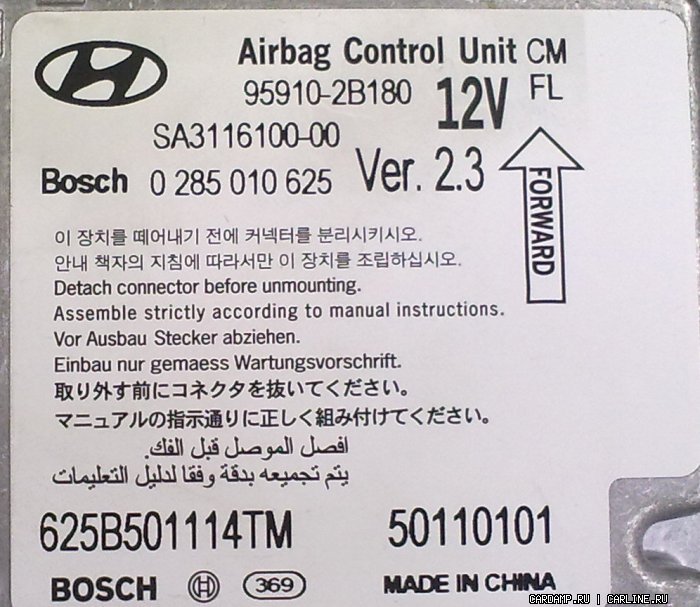 Airbag Control Unit CM
95910-2B180 12V FL
SA3116100-00
Bosch 0 285 010 625 Ver. 2.3
FORWARD
이 장치를 떼어내기 전에 커넥터를 분리시키시오.
안내 책자의 지침에 따라서만 이 장치를 조립하십시오.
Detach connector before unmounting.
Assemble strictly according to manual instructions.
Vor Ausbau Stecker abziehen.
Einbau nur gemaess Wartungsvorschrift.
取り外す前にコネクタを抜いてください。
マニュアルの指示通りに正しく組み付けてください。
افصل الموصل قبل الفك.
يتم تجميعه بدقة وفقا لدليل التعليمات
625B501114TM 50110101
BOSCH 369 MADE IN CHINA
CARDAMP.RU | CARLINE.RU